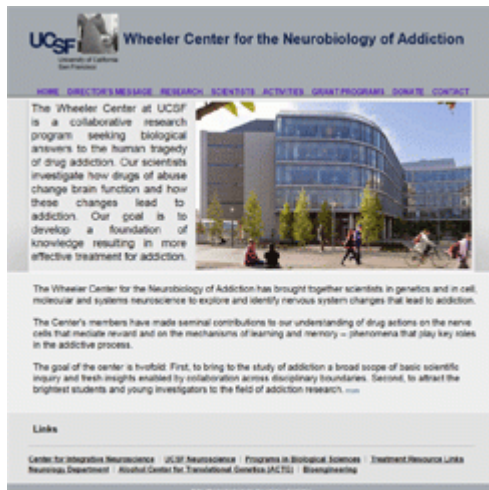 UCSF
University of California
San Francisco
Wheeler Center for the Neurobiology of Addiction
HOME DIRECTOR'S MESSAGE RESEARCH SCIENTISTS ACTIVITIES GRANT PROGRAMS DONATE CONTACT
The Wheeler Center at UCSF
is a collaborative research
program seeking biological
answers to the human tragedy
of drug addiction. Our scientists
investigate how drugs of abuse
change brain function and how
these changes lead to
addiction. Our goal is to
develop a foundation of
knowledge resulting in more
effective treatment for addiction.
The Wheeler Center for the Neurobiology of Addiction has brought together scientists in genetics and in cell,
molecular and systems neuroscience to explore and identify nervous system changes that lead to addiction.
The Center's members have made seminal contributions to our understanding of drug actions on the nerve
cells that mediate reward and on the mechanisms of learning and memory – phenomena that play key roles
in the addictive process.
The goal of the center is twofold: First, to bring to the study of addiction a broad scope of basic scientific
inquiry and fresh insights enabled by collaboration across disciplinary boundaries. Second, to attract the
brightest students and young investigators to the field of addiction research. more
Links
Center for Integrative Neuroscience | UCSF Neuroscience | Programs in Biological Sciences | Treatment Resource Links
Neurology Department | Alcohol Center for Translational Genetics (ACTG) | Bioengineering